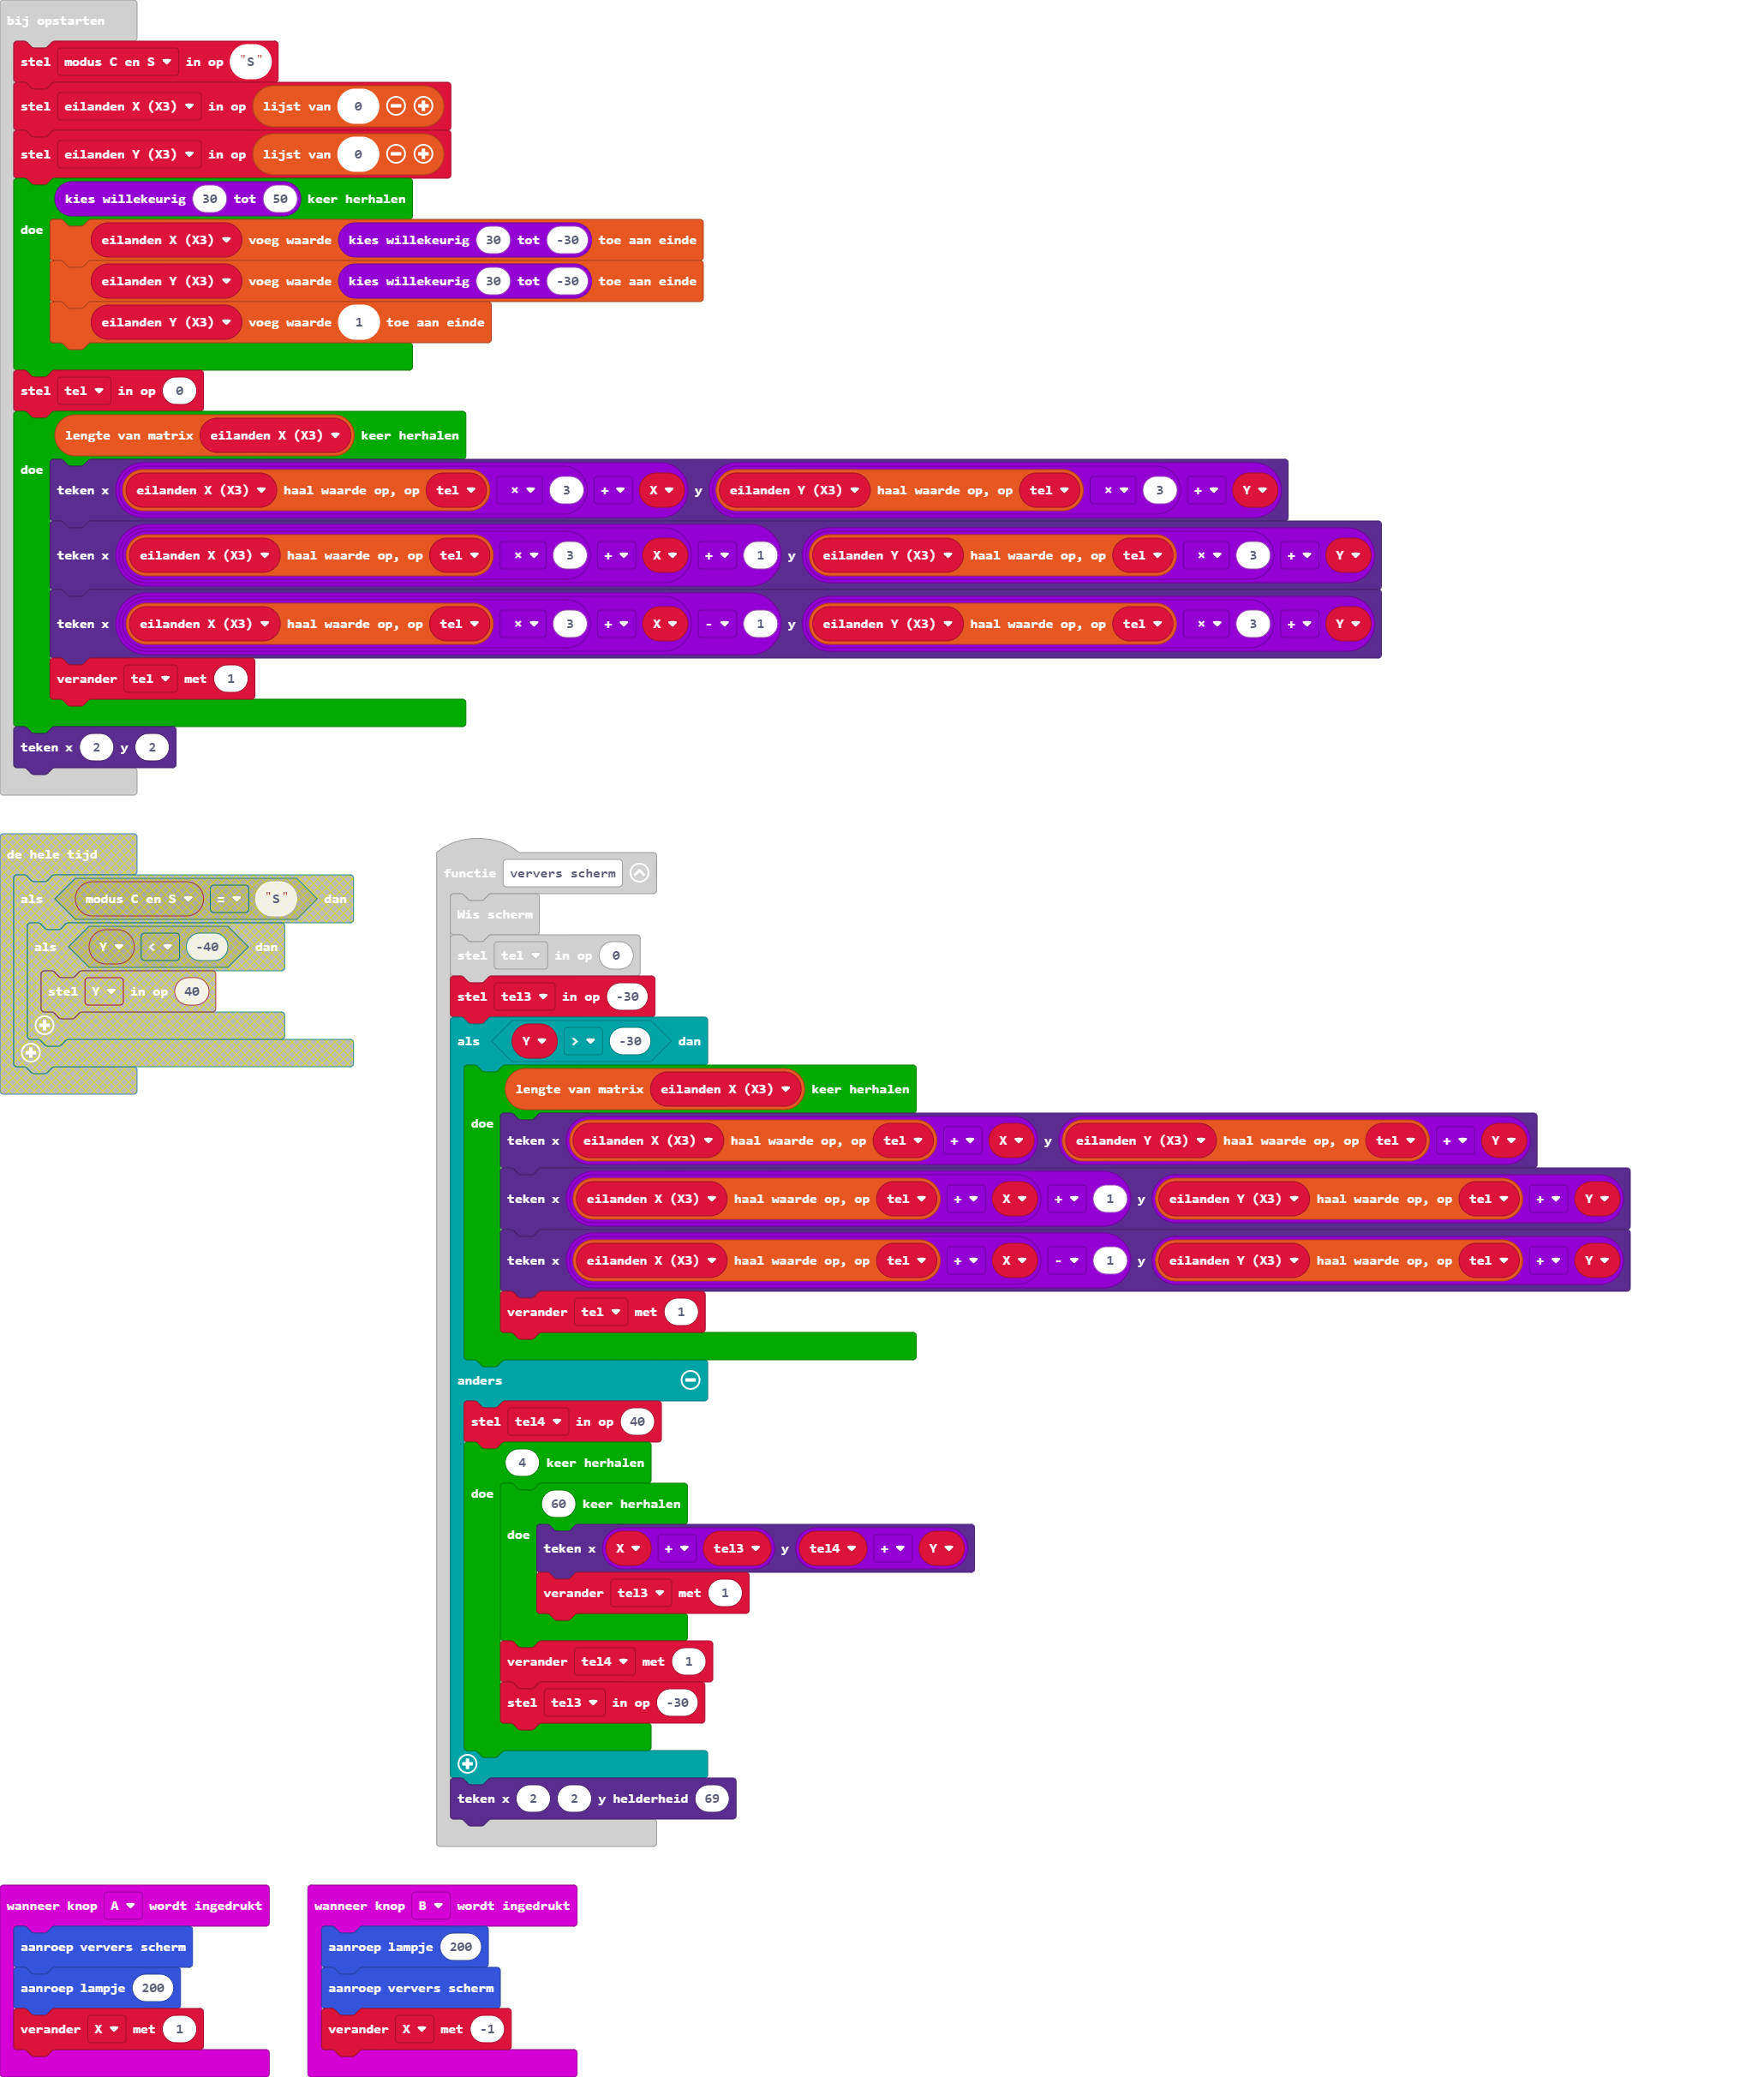 bij opstarten
stel modus C en S in op "S"
stel eilanden X (X3) in op lijst van 0
stel eilanden Y (X3) in op lijst van 0
kies willekeurig 30 tot 50 keer herhalen
doe eilanden X (X3) voeg waarde kies willekeurig 30 tot -30 toe aan einde
eilanden Y (X3) voeg waarde kies willekeurig 30 tot -30 toe aan einde
eilanden Y (X3) voeg waarde 1 toe aan einde
stel tel in op 0
lengte van matrix eilanden X (X3) keer herhalen
doe
teken x eilanden X (X3) haal waarde op, op tel × 3 + X y eilanden Y (X3) haal waarde op, op tel × 3 + Y
teken x eilanden X (X3) haal waarde op, op tel × 3 + X + 1 y eilanden Y (X3) haal waarde op, op tel × 3 + Y
teken x eilanden X (X3) haal waarde op, op tel × 3 + X - 1 y eilanden Y (X3) haal waarde op, op tel × 3 + Y
verander tel met 1
teken x 2 y 2
de hele tijd
als modus C en S = "S" dan
als Y < -40 dan
stel Y in op 40
functie ververs scherm
Wis scherm
stel tel in op 0
stel tel3 in op -30
als Y > -30 dan
lengte van matrix eilanden X (X3) keer herhalen
doe
teken x eilanden X (X3) haal waarde op, op tel + X y eilanden Y (X3) haal waarde op, op tel + Y
teken x eilanden X (X3) haal waarde op, op tel + X + 1 y eilanden Y (X3) haal waarde op, op tel + Y
teken x eilanden X (X3) haal waarde op, op tel + X - 1 y eilanden Y (X3) haal waarde op, op tel + Y
verander tel met 1
anders
stel tel4 in op 40
4 keer herhalen
doe
60 keer herhalen
doe
teken x X + tel3 y tel4 + Y
verander tel3 met 1
verander tel4 met 1
stel tel3 in op -30
teken x 2 2 y helderheid 69
wanneer knop A wordt ingedrukt
aanroep ververs scherm
aanroep lampje 200
verander X met 1
wanneer knop B wordt ingedrukt
aanroep lampje 200
aanroep ververs scherm
verander X met -1